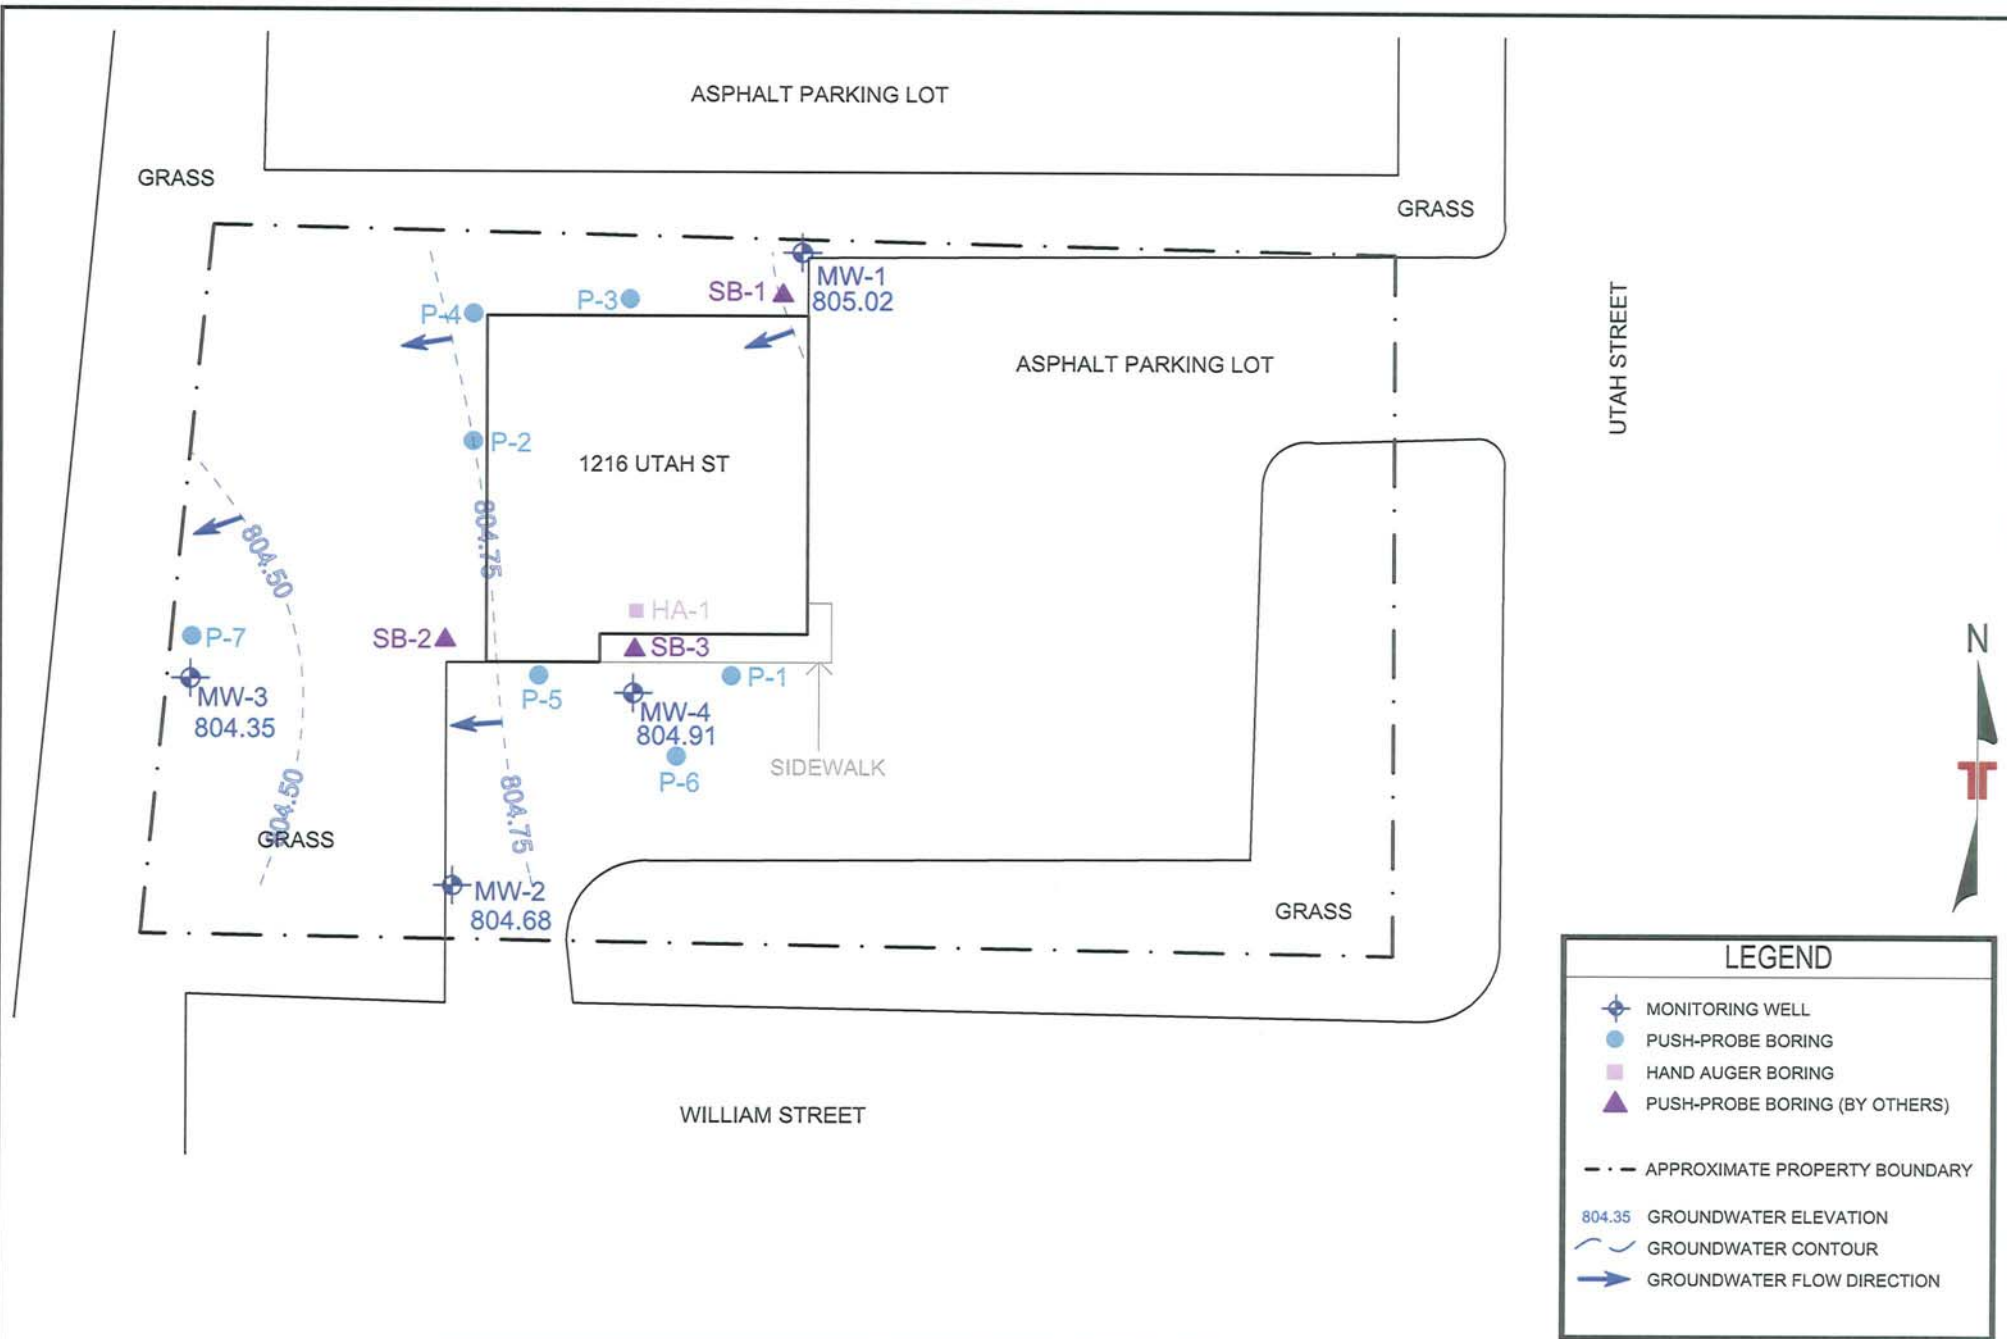 ASPHALT PARKING LOT
GRASS
GRASS
MW-1
805.02
SB-1
P-3
P-4
UTAH STREET
ASPHALT PARKING LOT
P-2
1216 UTAH ST
804.75
804.50
HA-1
SB-2
SB-3
P-7
P-1
MW-3
804.35
P-5
MW-4
804.91
SIDEWALK
P-6
804.50
804.75
GRASS
MW-2
804.68
GRASS
N
WILLIAM STREET
LEGEND
MONITORING WELL
PUSH-PROBE BORING
HAND AUGER BORING
PUSH-PROBE BORING (BY OTHERS)
APPROXIMATE PROPERTY BOUNDARY
804.35 GROUNDWATER ELEVATION
GROUNDWATER CONTOUR
GROUNDWATER FLOW DIRECTION